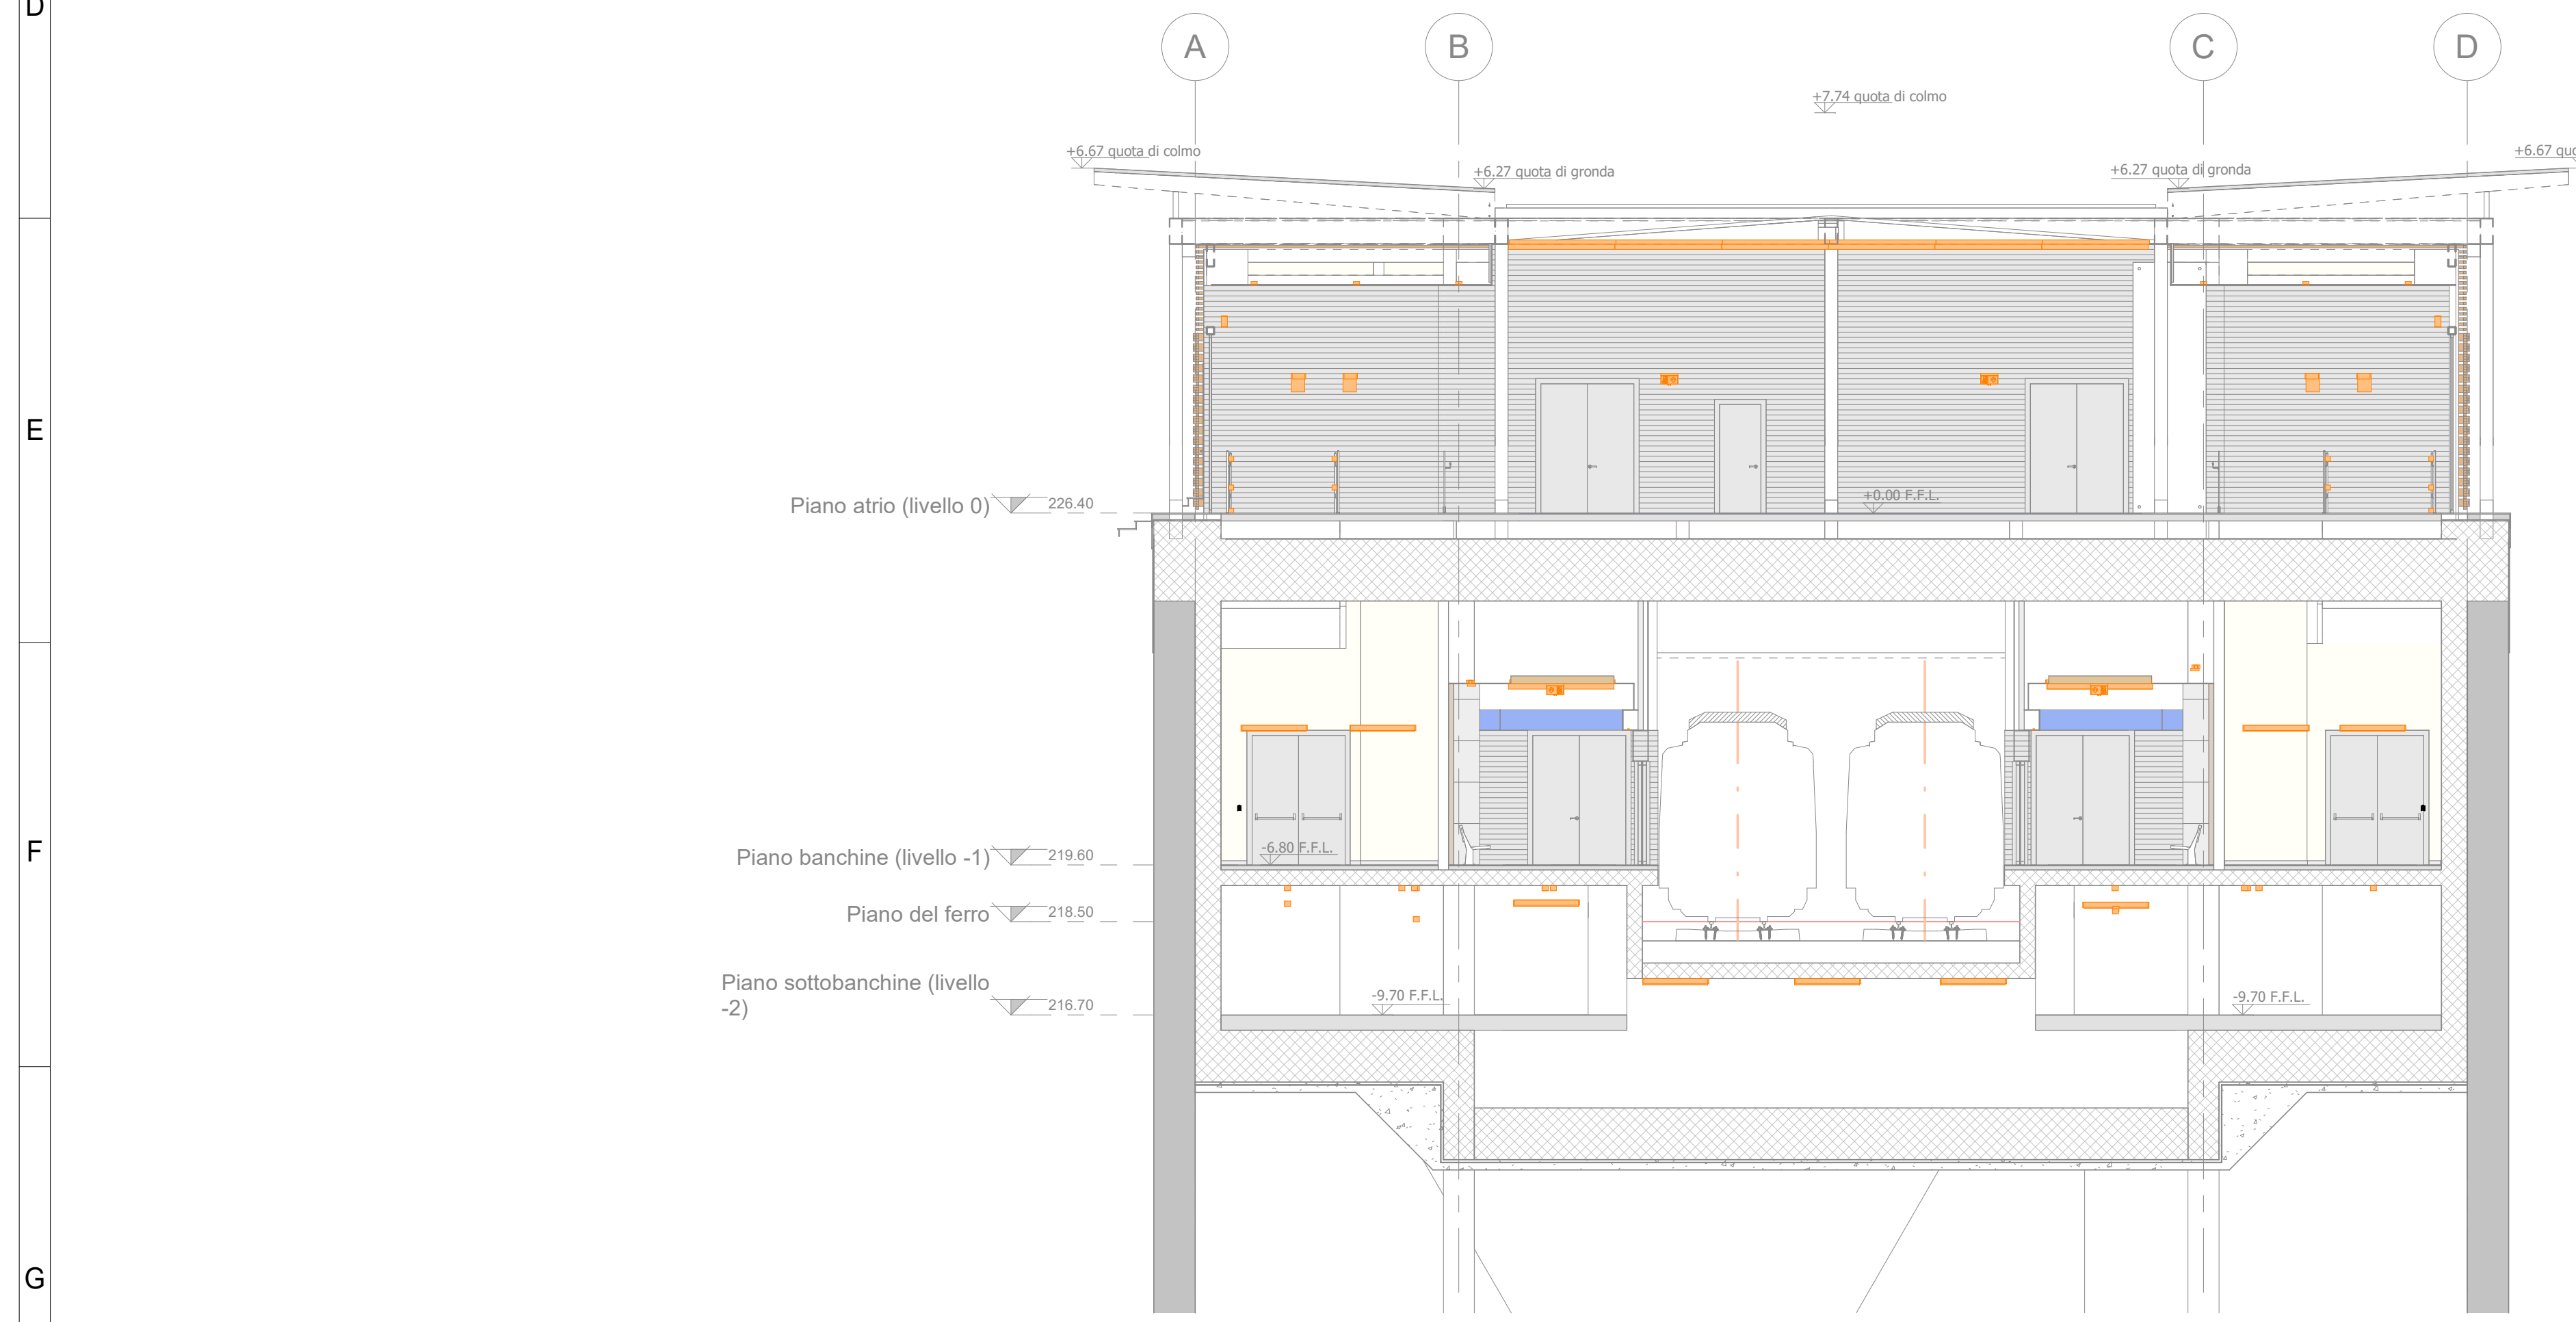 D
A
B
C
D
+7.74 quota di colmo
+6.67 quota di colmo
+6.27 quota di gronda
+6.27 quota di gronda
+6.67 quo
E
Piano atrio (livello 0)
226.40
+0.00 F.F.L.
F
Piano banchine (livello -1)
219.60
-6.80 F.F.L.
Piano del ferro
218.50
Piano sottobanchine (livello
-2)
216.70
-9.70 F.F.L.
-9.70 F.F.L.
G